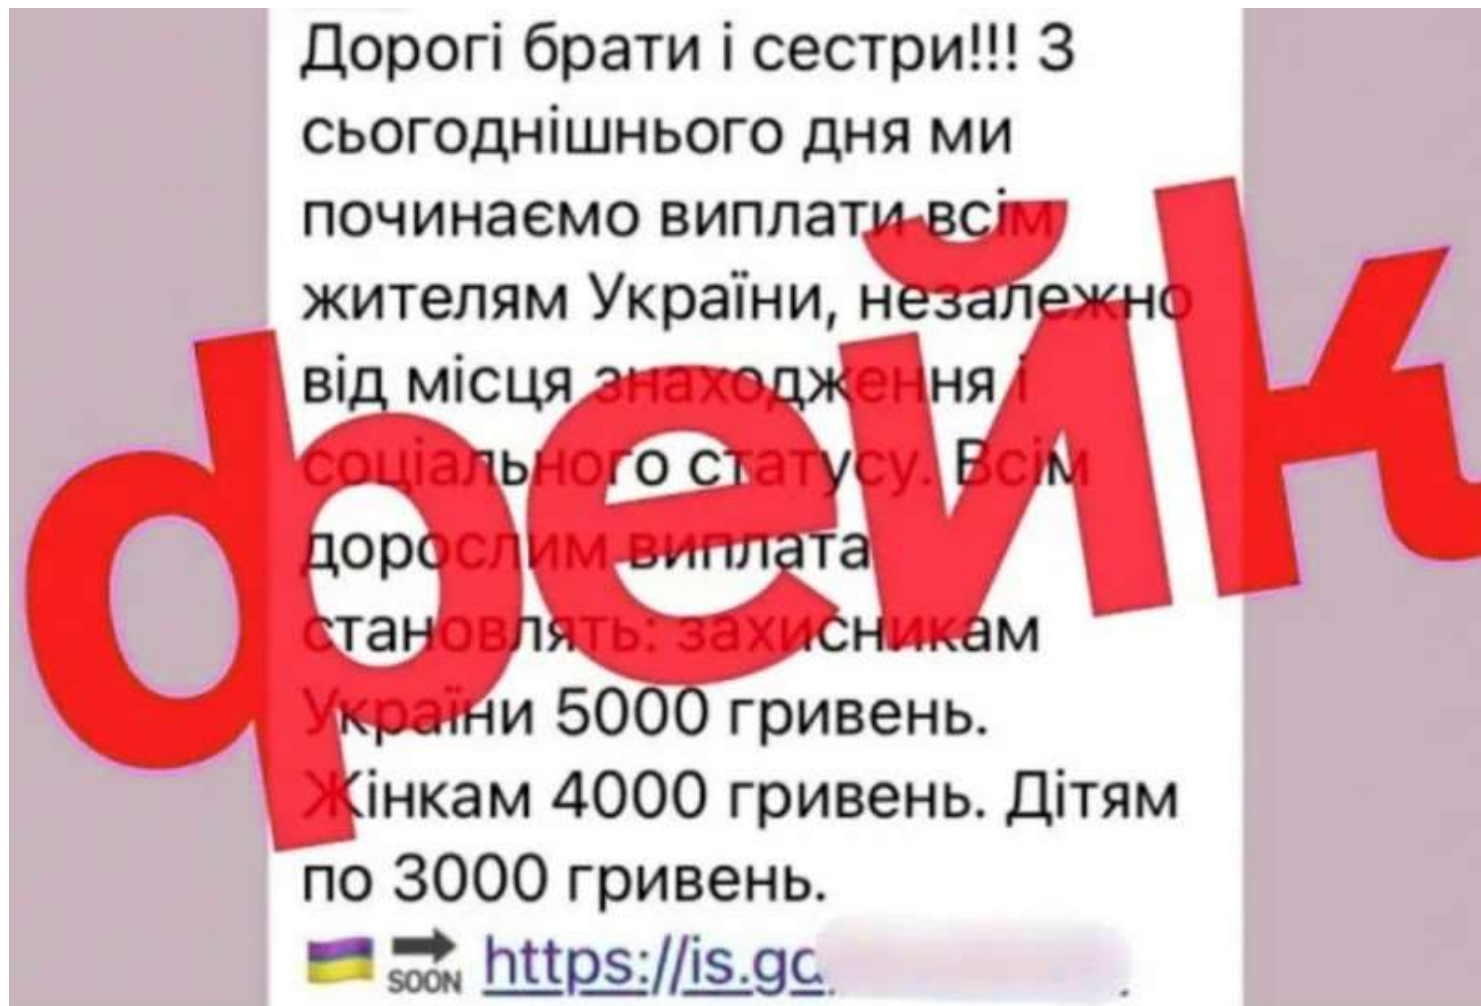 Дорогі брати і сестри!!! З
сьогоднішнього дня ми
починаємо виплати всім
жителям України, незалежно
від місця знаходження і
соціального статусу. Всім
дорослим виплата
становлять: захисникам
України 5000 гривень.
Жінкам 4000 гривень. Дітям
по 3000 гривень.
SOON https://is.gd
фейк